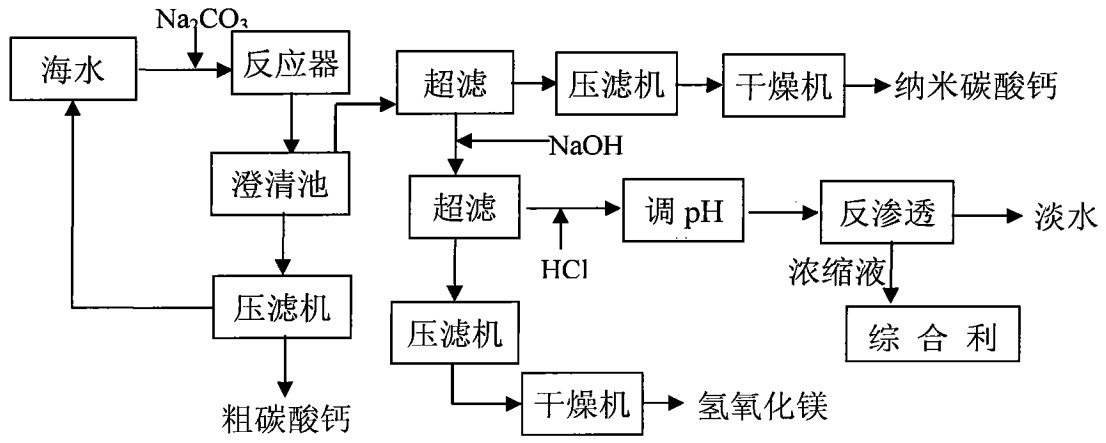 Na₂CO₃
海水
反应器
超滤
压滤机
干燥机
纳米碳酸钙
NaOH
澄清池
超滤
调 pH
反渗透
淡水
HCl
浓缩液
压滤机
压滤机
综 合 利
粗碳酸钙
干燥机
氢氧化镁